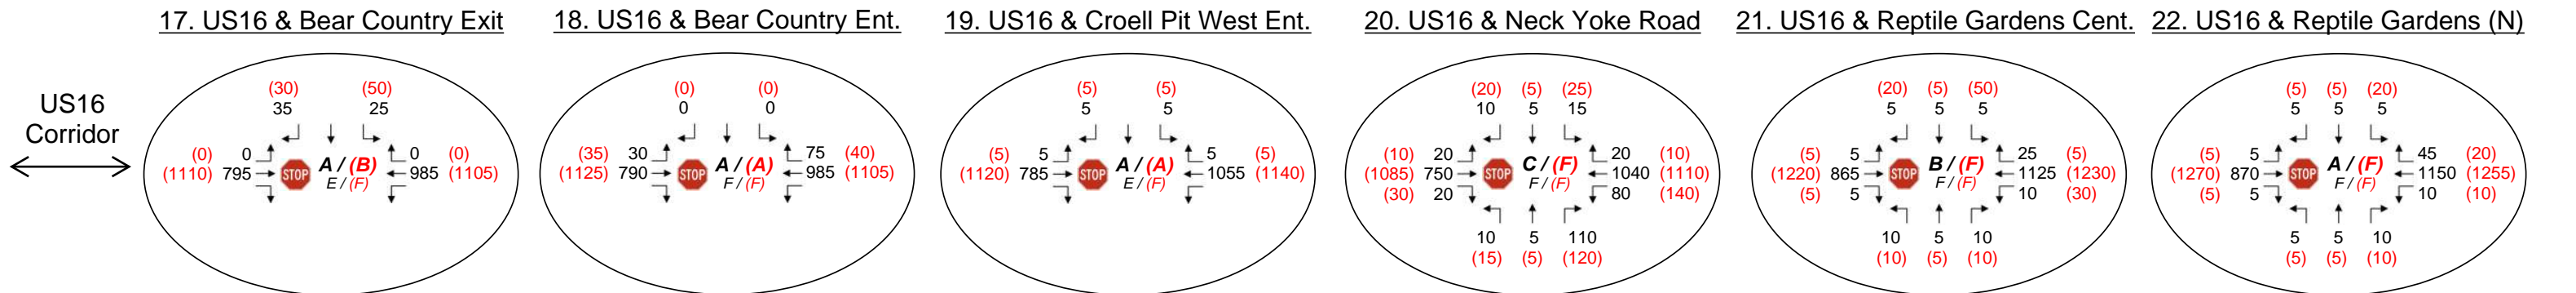 17. US16 & Bear Country Exit
18. US16 & Bear Country Ent.
19. US16 & Croell Pit West Ent.
20. US16 & Neck Yoke Road
21. US16 & Reptile Gardens Cent.
22. US16 & Reptile Gardens (N)
US16
Corridor
(30) (50)
35 25
(0) 0 0 (0)
(1110) 795 STOP A / (B) 985 (1105)
E / (F)
(0) (0)
0 0
(35) 30 75 (40)
(1125) 790 STOP A / (A) 985 (1105)
F / (F)
(5) (5)
5 5
(5) 5 5 (5)
(1120) 785 STOP A / (A) 1055 (1140)
E / (F)
(20) (5) (25)
10 5 15
(10) 20 20 (10)
(1085) 750 STOP C / (F) 1040 (1110)
F / (F)
(30) 20 80 (140)
10 5 110
(15) (5) (120)
(20) (5) (50)
5 5 5
(5) 5 25 (5)
(1220) 865 STOP B / (F) 1125 (1230)
F / (F)
(5) 5 10 (30)
10 5 10
(10) (5) (10)
(5) (5) (20)
5 5 5
(5) 5 45 (20)
(1270) 870 STOP A / (F) 1150 (1255)
F / (F)
(5) 5 10 (10)
5 5 10
(5) (5) (10)